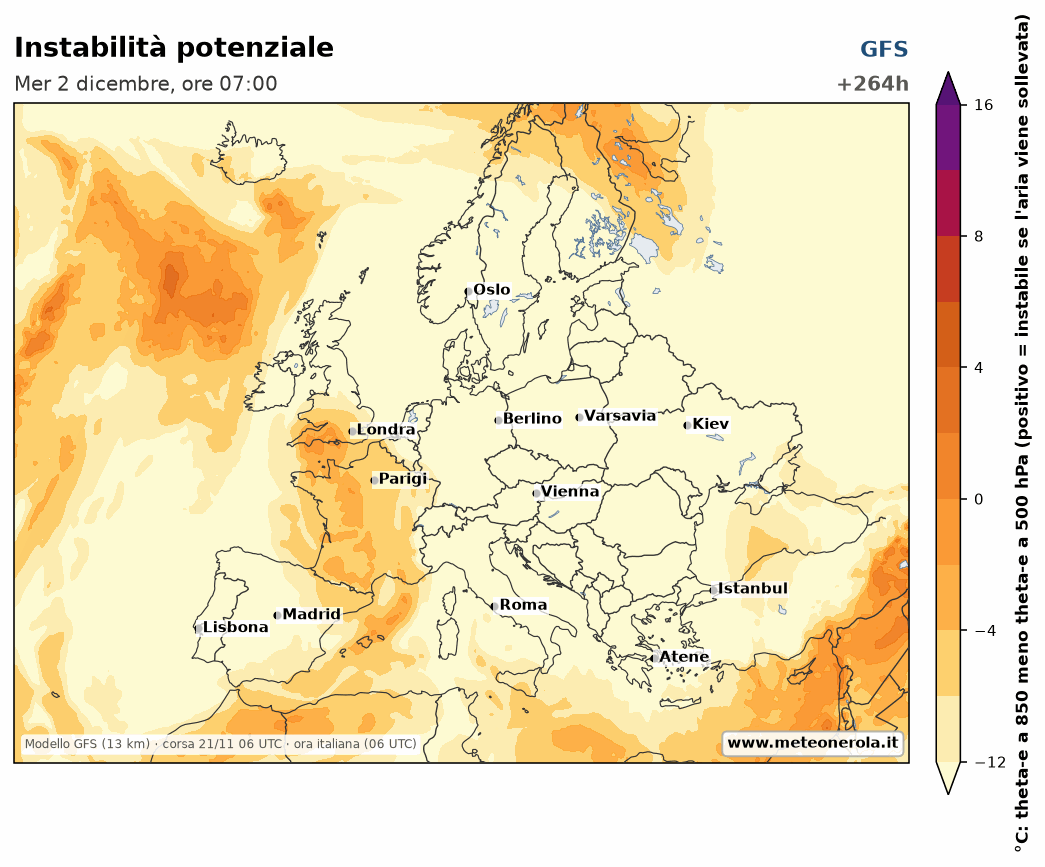 Instabilità potenziale
GFS
Mer 2 dicembre, ore 07:00
+264h
Oslo
Berlino
Varsavia
Kiev
Londra
Parigi
Vienna
Istanbul
Roma
Madrid
Lisbona
Atene
Modello GFS (13 km) · corsa 21/11 06 UTC · ora italiana (06 UTC)
www.meteonerola.it
16
8
4
0
−4
−12
°C: theta-e a 850 meno theta-e a 500 hPa (positivo = instabile se l'aria viene sollevata)